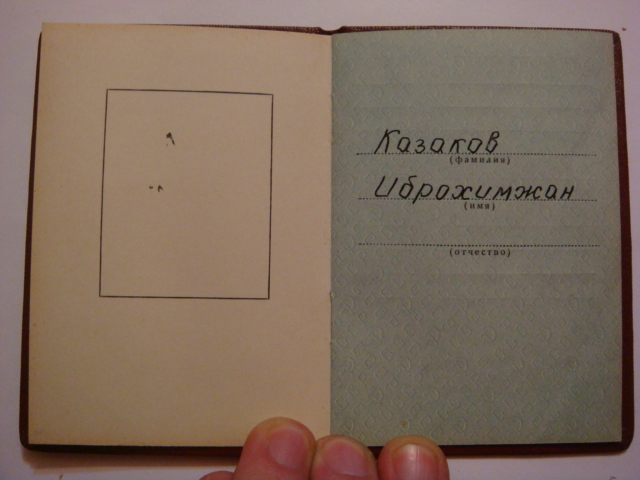 Казаков
(фамилия)
Иброхимжан
(имя)
(отчество)